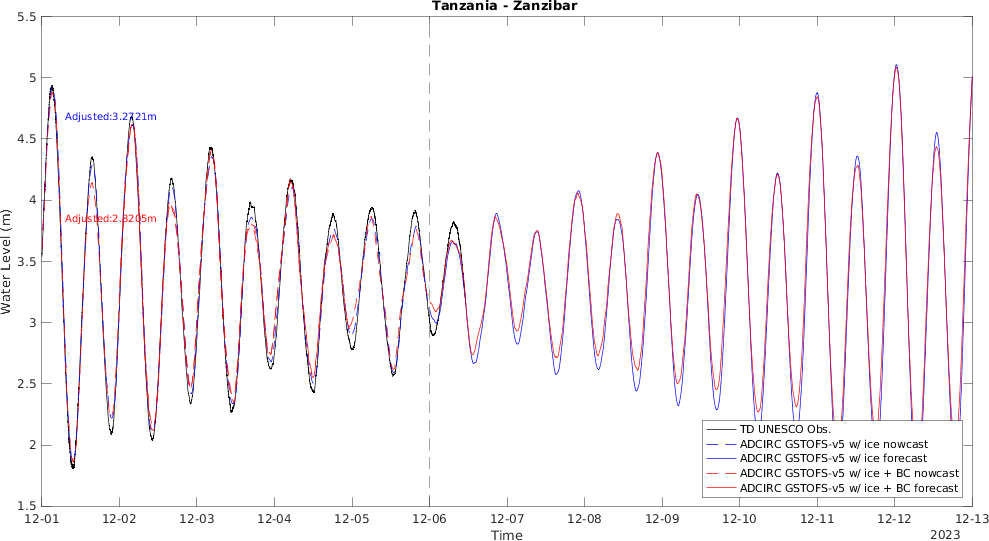 Tanzania - Zanzibar
5.5
5
4.5
4
3.5
3
2.5
2
1.5
Water Level (m)
Adjusted:3.2721m
Adjusted:2.8205m
TD UNESCO Obs.
ADCIRC GSTOFS-v5 w/ ice nowcast
ADCIRC GSTOFS-v5 w/ ice forecast
ADCIRC GSTOFS-v5 w/ ice + BC nowcast
ADCIRC GSTOFS-v5 w/ ice + BC forecast
12-01 12-02 12-03 12-04 12-05 12-06 12-07 12-08 12-09 12-10 12-11 12-12 12-13
Time
2023